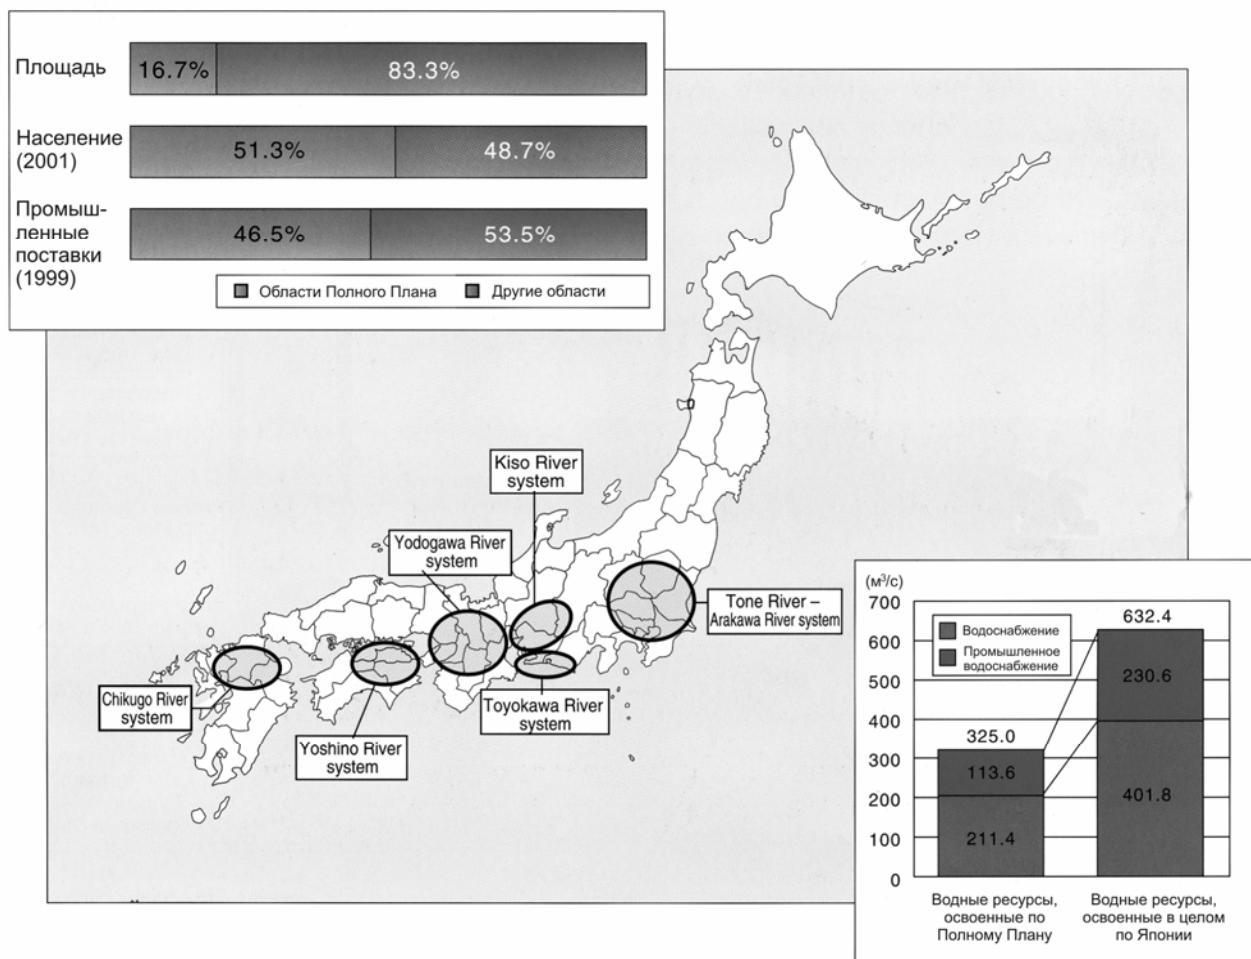 Площадь
16.7%
83.3%
Население
(2001)
51.3%
48.7%
Промыш-
ленные
поставки
(1999)
46.5%
53.5%
Области Полного Плана
Другие области
Kiso River
system
Yodogawa River
system
Tone River –
Arakawa River system
Chikugo River
system
Yoshino River
system
Toyokawa River
system
(м³/с)
700
600
500
400
300
200
100
0
Водоснабжение
Промышленное
водоснабжение
632.4
230.6
401.8
325.0
113.6
211.4
Водные ресурсы,
освоенные по
Полному Плану
Водные ресурсы,
освоенные в целом
по Японии